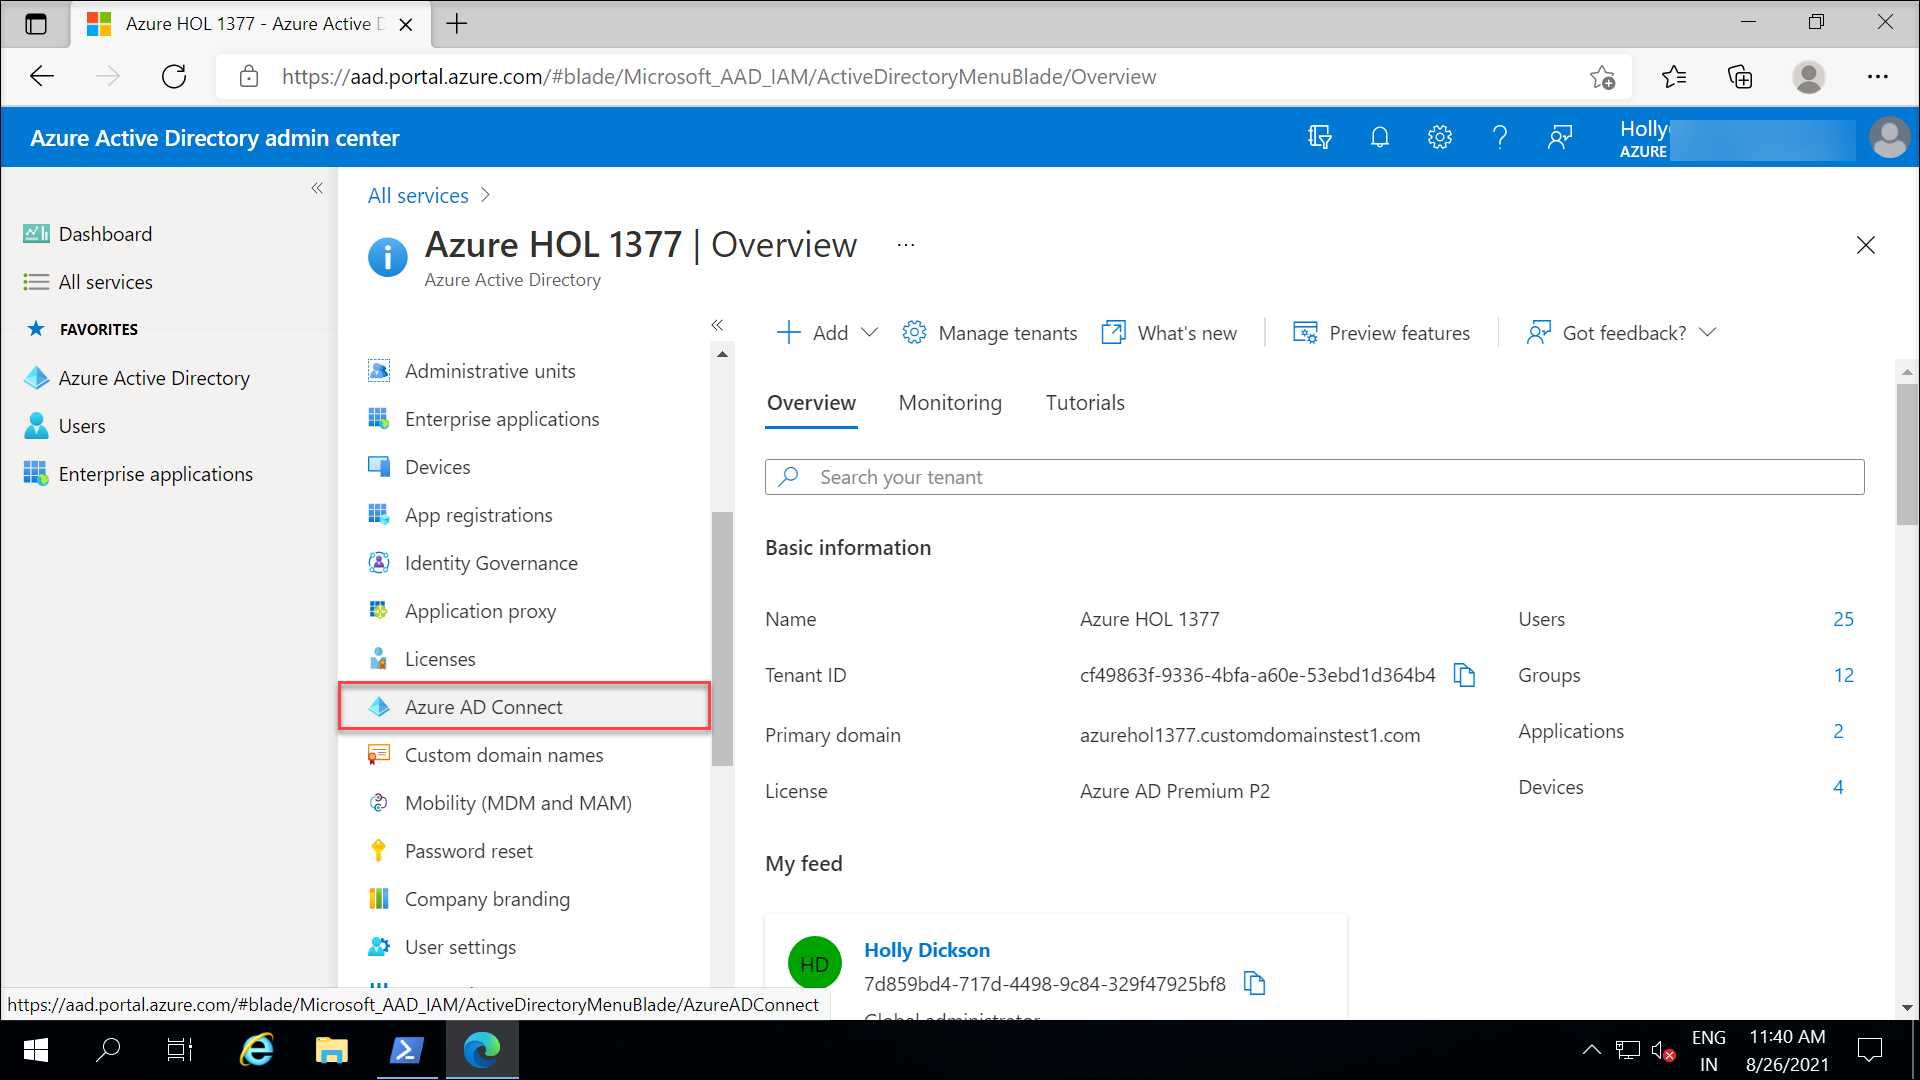 Azure HOL 1377 - Azure Active D
https://aad.portal.azure.com/#blade/Microsoft_AAD_IAM/ActiveDirectoryMenuBlade/Overview
Azure Active Directory admin center
Holly
AZURE
Dashboard
All services
FAVORITES
Azure Active Directory
Users
Enterprise applications
All services
Azure HOL 1377 | Overview
Azure Active Directory
Administrative units
Enterprise applications
Devices
App registrations
Identity Governance
Application proxy
Licenses
Azure AD Connect
Custom domain names
Mobility (MDM and MAM)
Password reset
Company branding
User settings
Add
Manage tenants
What's new
Preview features
Got feedback?
Overview
Monitoring
Tutorials
Search your tenant
Basic information
Name Azure HOL 1377 Users 25
Tenant ID cf49863f-9336-4bfa-a60e-53ebd1d364b4 Groups 12
Primary domain azurehol1377.customdomainstest1.com Applications 2
License Azure AD Premium P2 Devices 4
My feed
HD
Holly Dickson
7d859bd4-717d-4498-9c84-329f47925bf8
Global administrator
https://aad.portal.azure.com/#blade/Microsoft_AAD_IAM/ActiveDirectoryMenuBlade/AzureADConnect
ENG
IN
11:40 AM
8/26/2021